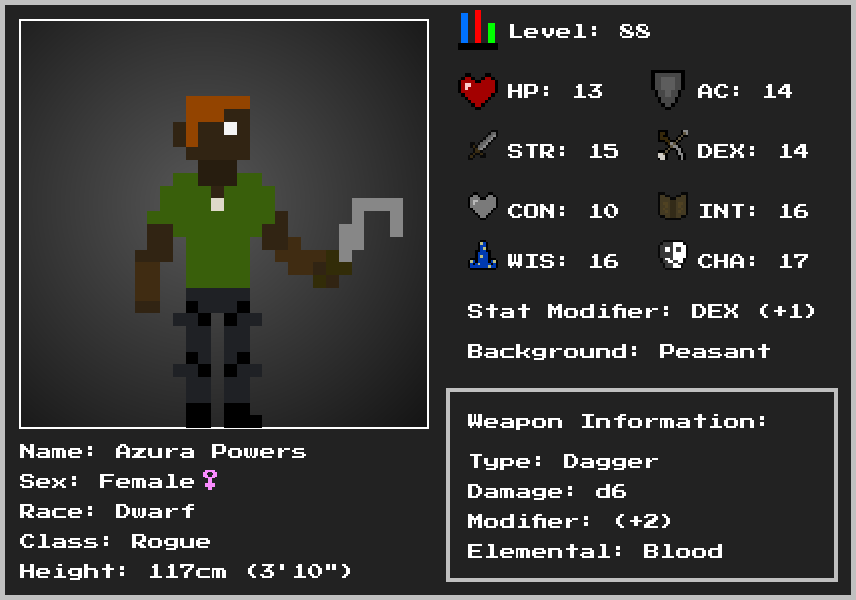 Level: 88
HP: 13
AC: 14
STR: 15
DEX: 14
CON: 10
INT: 16
WIS: 16
CHA: 17
Stat Modifier: DEX (+1)
Background: Peasant
Weapon Information:
Type: Dagger
Damage: d6
Modifier: (+2)
Elemental: Blood
Name: Azura Powers
Sex: Female♀
Race: Dwarf
Class: Rogue
Height: 117cm (3'10")